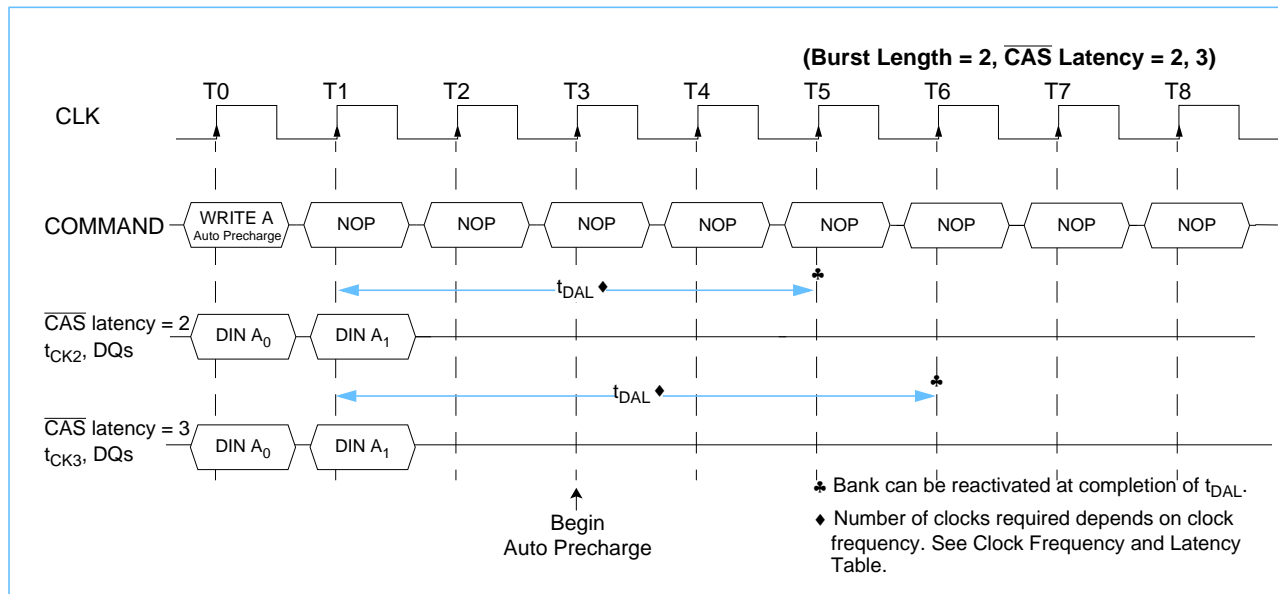 (Burst Length = 2, CAS Latency = 2, 3)
T0 T1 T2 T3 T4 T5 T6 T7 T8
CLK
COMMAND
WRITE A
Auto Precharge
NOP NOP NOP NOP NOP NOP NOP NOP
tDAL ♦
♣
CAS latency = 2
tCK2, DQs
DIN A0 DIN A1
tDAL ♦
♣
CAS latency = 3
tCK3, DQs
DIN A0 DIN A1
Begin
Auto Precharge
♣ Bank can be reactivated at completion of tDAL.
♦ Number of clocks required depends on clock
frequency. See Clock Frequency and Latency
Table.